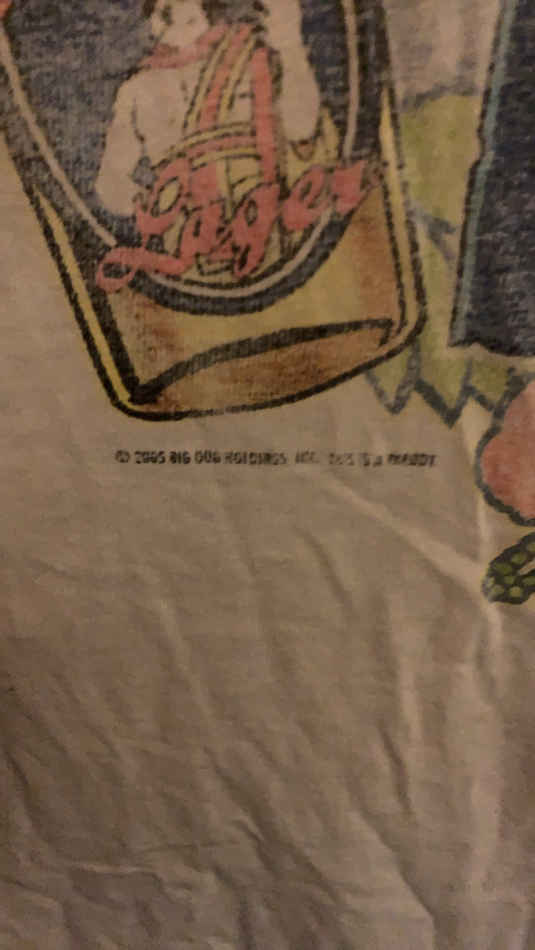 Lager
© 2005 BIG DOG HOLDINGS, INC. THIS IS A PARODY